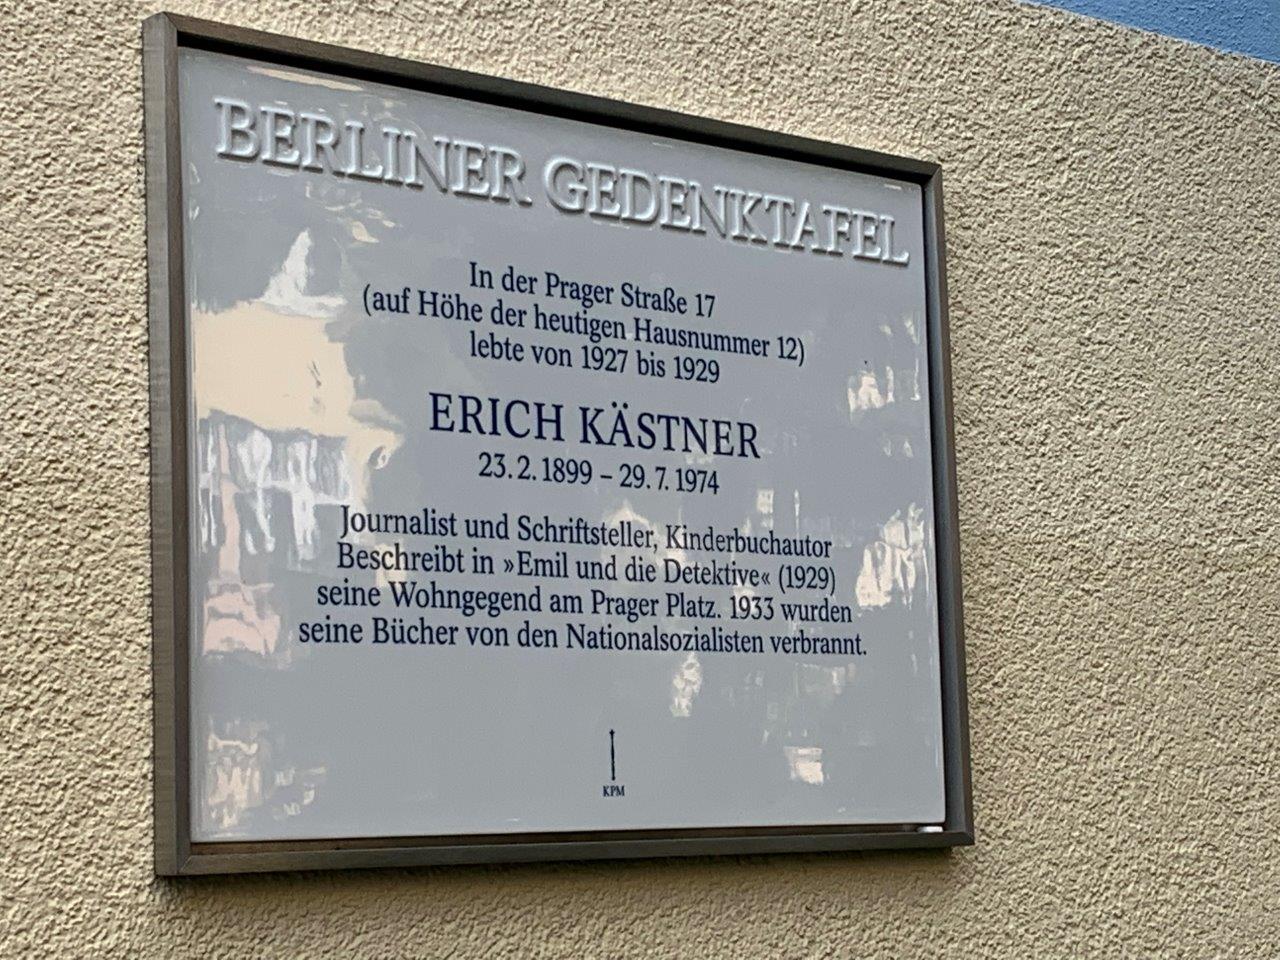 BERLINER GEDENKTAFEL
In der Prager Straße 17
(auf Höhe der heutigen Hausnummer 12)
lebte von 1927 bis 1929
ERICH KÄSTNER
23. 2. 1899 – 29. 7. 1974
Journalist und Schriftsteller, Kinderbuchautor
Beschreibt in »Emil und die Detektive« (1929)
seine Wohngegend am Prager Platz. 1933 wurden
seine Bücher von den Nationalsozialisten verbrannt.
KPM